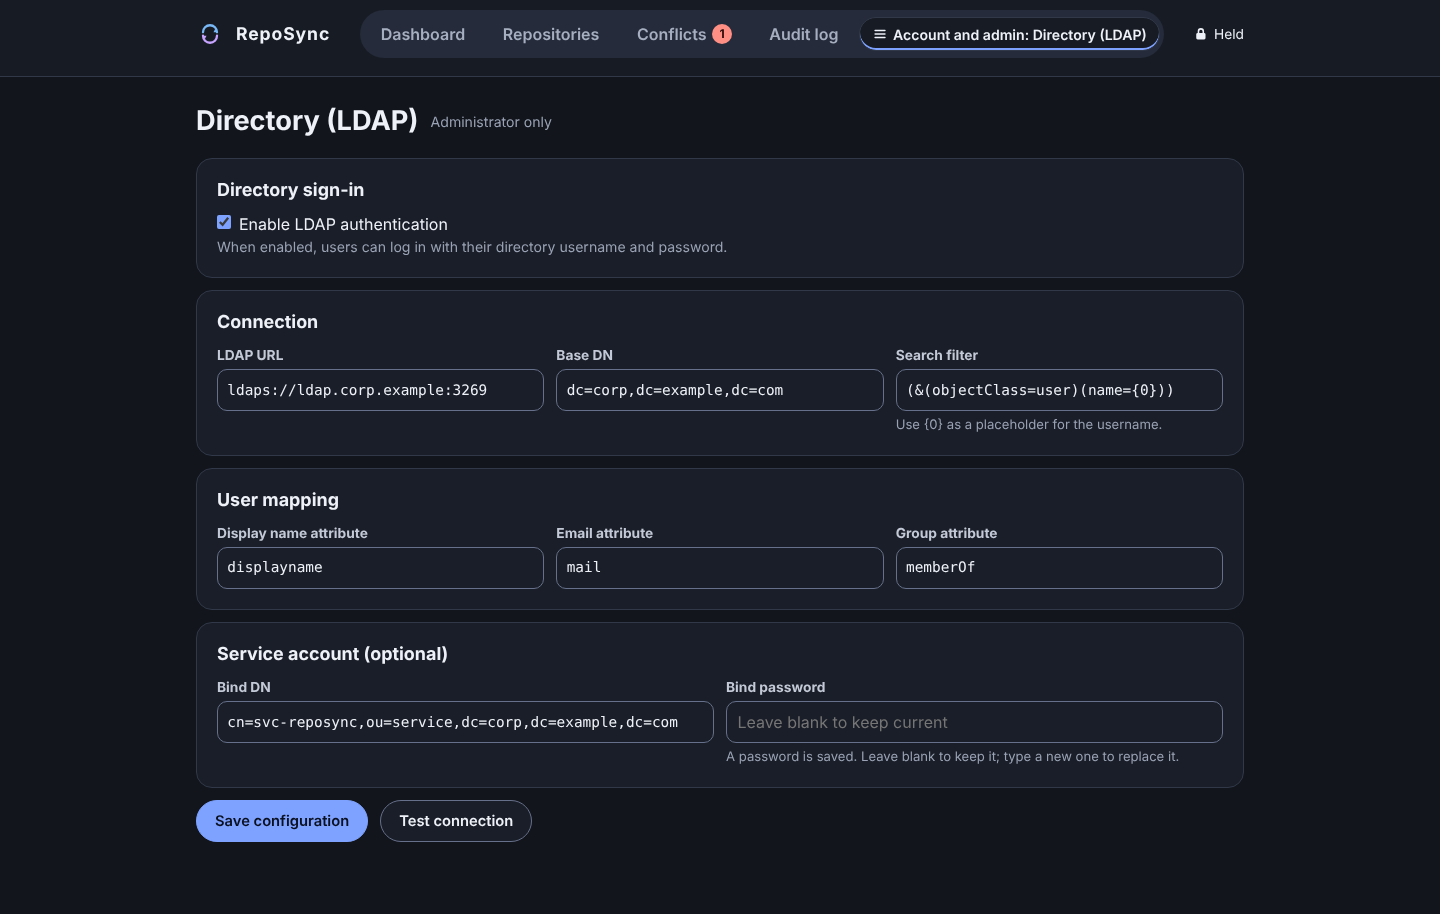 RepoSync
Dashboard
Repositories
Conflicts 1
Audit log
Account and admin: Directory (LDAP)
Held
Directory (LDAP) Administrator only
Directory sign-in
Enable LDAP authentication
When enabled, users can log in with their directory username and password.
Connection
LDAP URL
ldaps://ldap.corp.example:3269
Base DN
dc=corp,dc=example,dc=com
Search filter
(&(objectClass=user)(name={0}))
Use {0} as a placeholder for the username.
User mapping
Display name attribute
displayname
Email attribute
mail
Group attribute
memberOf
Service account (optional)
Bind DN
cn=svc-reposync,ou=service,dc=corp,dc=example,dc=com
Bind password
Leave blank to keep current
A password is saved. Leave blank to keep it; type a new one to replace it.
Save configuration
Test connection